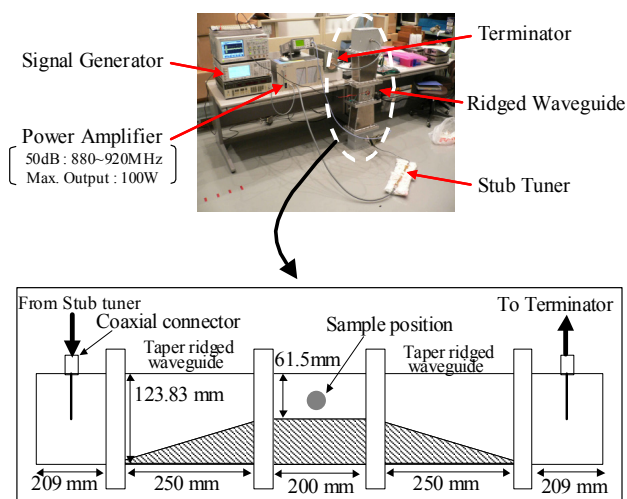 Terminator
Signal Generator
Ridged Waveguide
Power Amplifier
50dB : 880~920MHz
Max. Output : 100W
Stub Tuner
From Stub tuner
To Terminator
Coaxial connector
Sample position
Taper ridged
waveguide
61.5mm
Taper ridged
waveguide
123.83 mm
209 mm
250 mm
200 mm
250 mm
209 mm